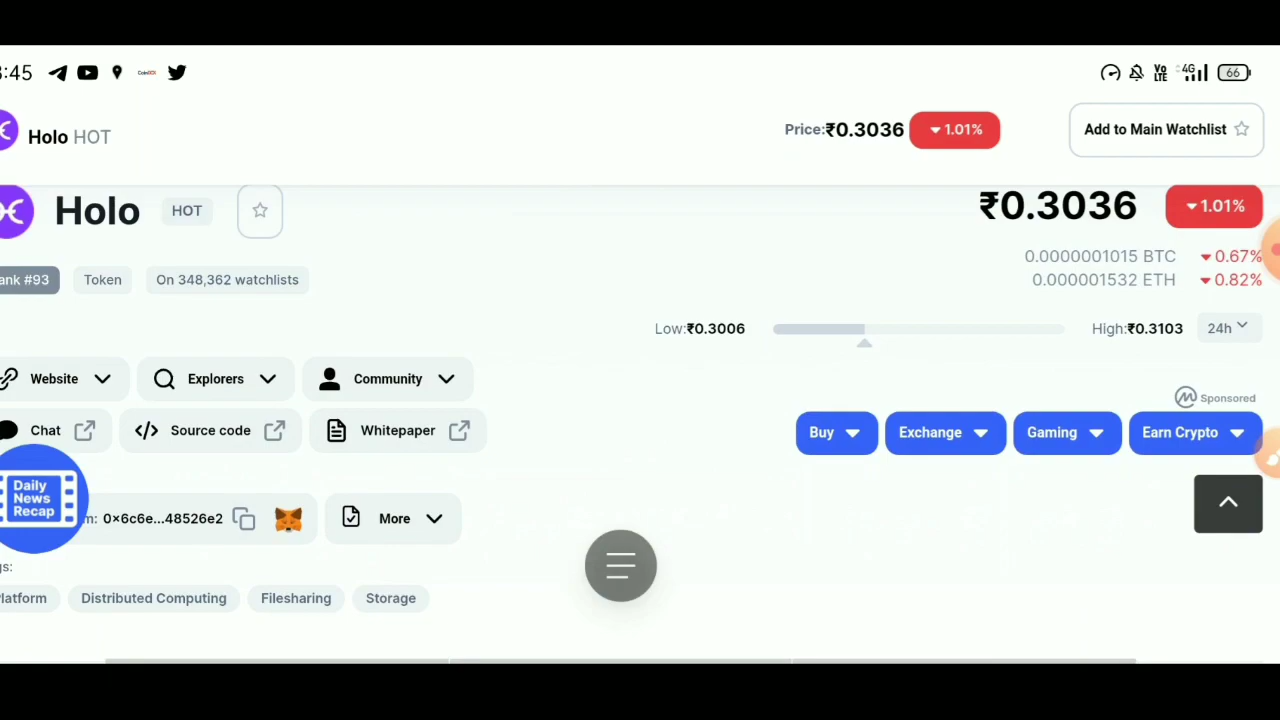 :45 66
Holo HOT Price:₹0.3036 1.01% Add to Main Watchlist
Holo HOT ₹0.3036 1.01%
0.0000001015 BTC 0.67%
ank #93 Token On 348,362 watchlists 0.000001532 ETH 0.82%
Low:₹0.3006 High:₹0.3103 24h
Website Explorers Community
Sponsored
Chat Source code Whitepaper Buy Exchange Gaming Earn Crypto
Daily
News
Recap
m: 0x6c6e...48526e2 More
gs:
latform Distributed Computing Filesharing Storage